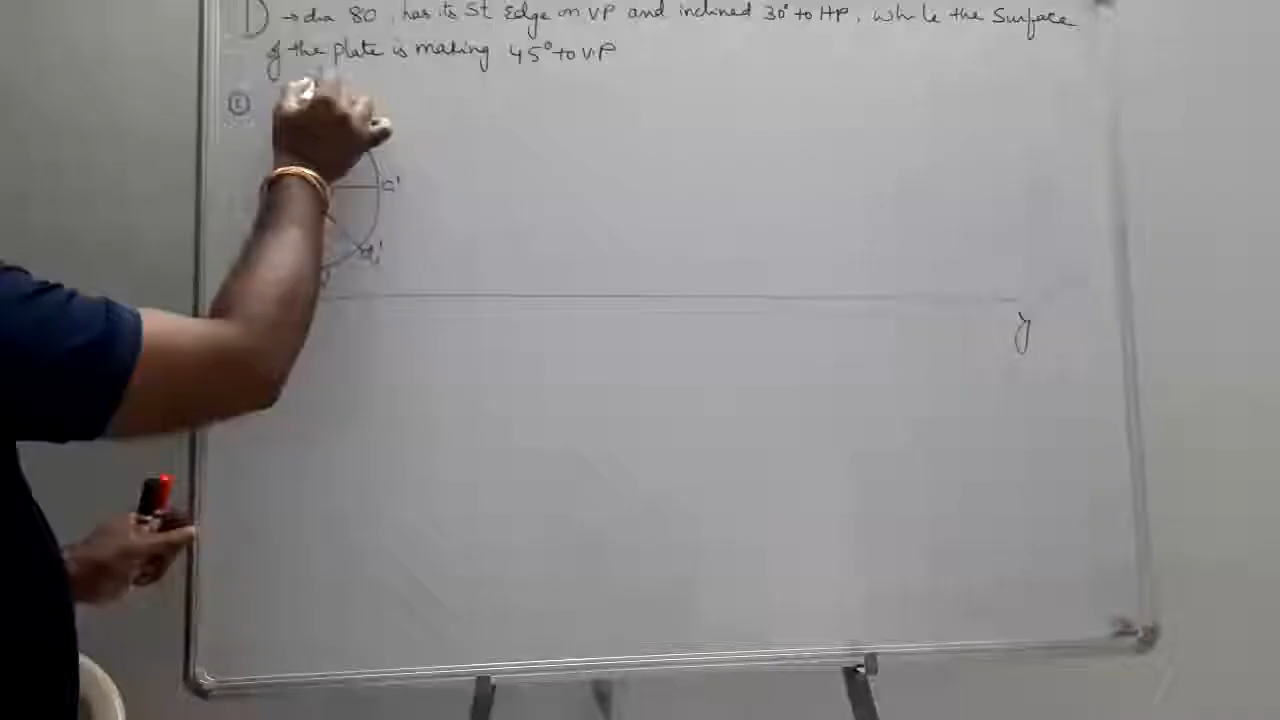 D → dia 80, has its St Edge on VP and inclined 30° to HP, while the Surface
of the plate is making 45° to V.P
①
c'
d'
y